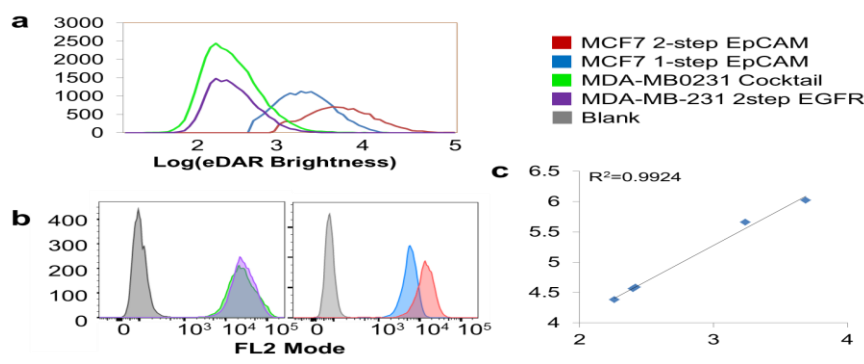 a
3000
2500
2000
1500
1000
500
0
2 3 4 5
Log(eDAR Brightness)
MCF7 2-step EpCAM
MCF7 1-step EpCAM
MDA-MB0231 Cocktail
MDA-MB-231 2step EGFR
Blank
b
400
300
200
100
0
0 10³ 10⁴ 10⁵
0 10³ 10⁴ 10⁵
FL2 Mode
c
R²=0.9924
6.5
6
5.5
5
4.5
4
2 3 4